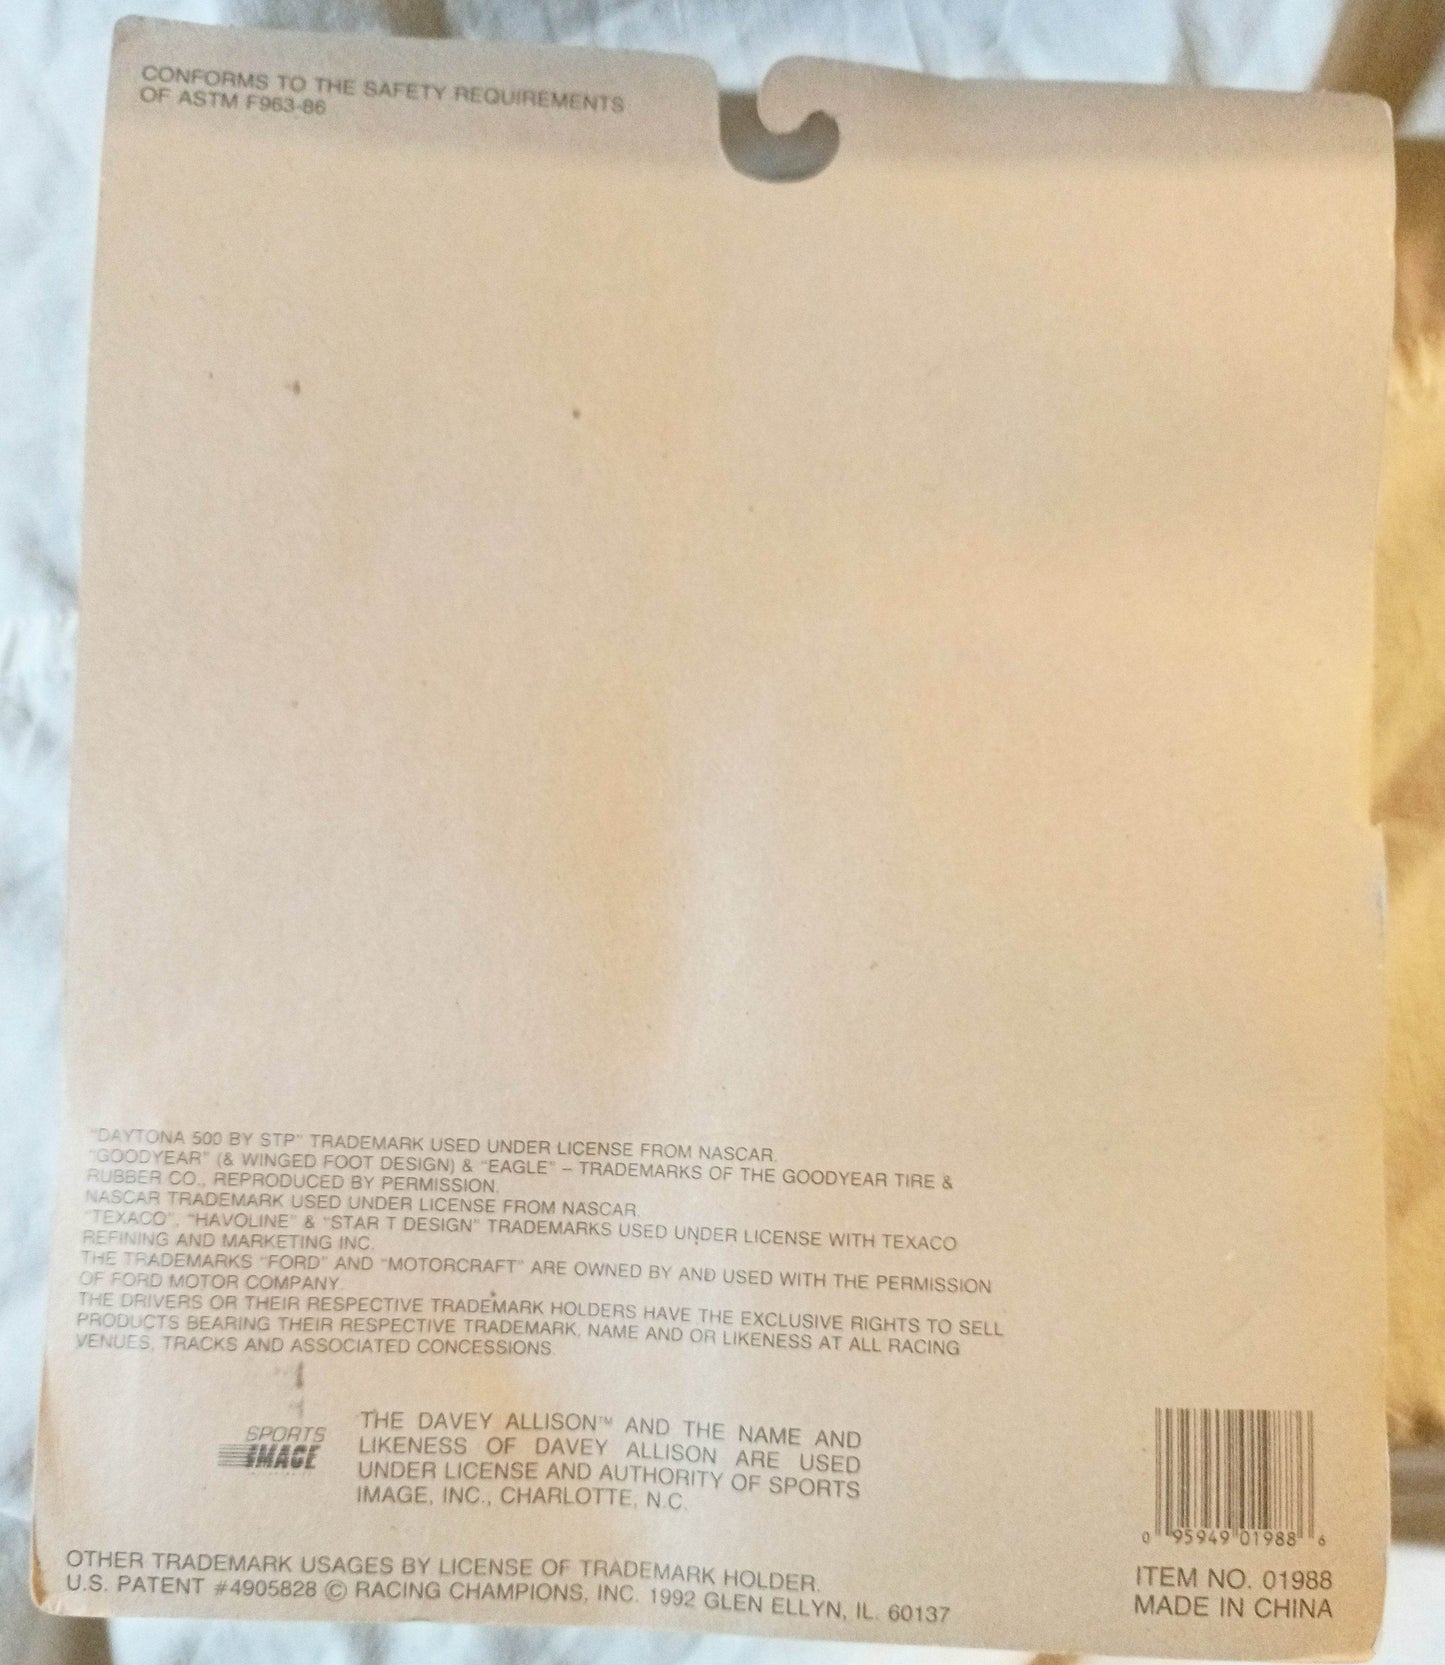 CONFORMS TO THE SAFETY REQUIREMENTS
OF ASTM F963-86
"DAYTONA 500 BY STP" TRADEMARK USED UNDER LICENSE FROM NASCAR.
"GOODYEAR" (& WINGED FOOT DESIGN) & "EAGLE" – TRADEMARKS OF THE GOODYEAR TIRE &
RUBBER CO., REPRODUCED BY PERMISSION.
NASCAR TRADEMARK USED UNDER LICENSE FROM NASCAR.
"TEXACO", "HAVOLINE" & "STAR T DESIGN" TRADEMARKS USED UNDER LICENSE WITH TEXACO
REFINING AND MARKETING INC.
THE TRADEMARKS "FORD" AND "MOTORCRAFT" ARE OWNED BY AND USED WITH THE PERMISSION
OF FORD MOTOR COMPANY.
THE DRIVERS OR THEIR RESPECTIVE TRADEMARK HOLDERS HAVE THE EXCLUSIVE RIGHTS TO SELL
PRODUCTS BEARING THEIR RESPECTIVE TRADEMARK, NAME AND OR LIKENESS AT ALL RACING
VENUES, TRACKS AND ASSOCIATED CONCESSIONS.
SPORTS
IMAGE
THE DAVEY ALLISON™ AND THE NAME AND
LIKENESS OF DAVEY ALLISON ARE USED
UNDER LICENSE AND AUTHORITY OF SPORTS
IMAGE, INC., CHARLOTTE, N.C.
0 95949 01988 6
OTHER TRADEMARK USAGES BY LICENSE OF TRADEMARK HOLDER.
U.S. PATENT #4905828 © RACING CHAMPIONS, INC. 1992 GLEN ELLYN, IL. 60137
ITEM NO. 01988
MADE IN CHINA